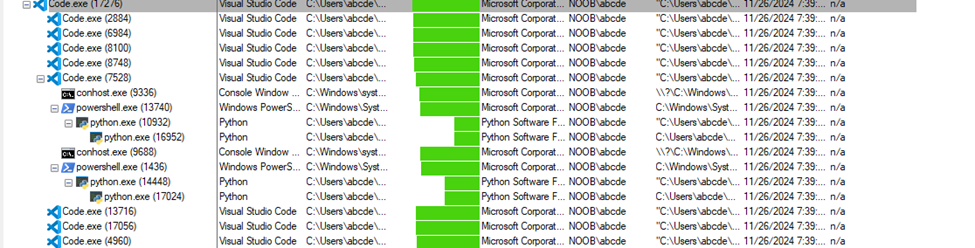 Code.exe (17276) Visual Studio Code C:\Users\abcde\... Microsoft Corporat... NOOB\abcde "C:\Users\abcde\... 11/26/2024 7:39:... n/a
Code.exe (2884) Visual Studio Code C:\Users\abcde\... Microsoft Corporat... NOOB\abcde "C:\Users\abcde\... 11/26/2024 7:39:... n/a
Code.exe (6984) Visual Studio Code C:\Users\abcde\... Microsoft Corporat... NOOB\abcde "C:\Users\abcde\... 11/26/2024 7:39:... n/a
Code.exe (8100) Visual Studio Code C:\Users\abcde\... Microsoft Corporat... NOOB\abcde "C:\Users\abcde\... 11/26/2024 7:39:... n/a
Code.exe (8748) Visual Studio Code C:\Users\abcde\... Microsoft Corporat... NOOB\abcde "C:\Users\abcde\... 11/26/2024 7:39:... n/a
Code.exe (7528) Visual Studio Code C:\Users\abcde\... Microsoft Corporat... NOOB\abcde "C:\Users\abcde\... 11/26/2024 7:39:... n/a
conhost.exe (9336) Console Window ... C:\Windows\syst... Microsoft Corporat... NOOB\abcde \\?\C:\Windows\... 11/26/2024 7:39:... n/a
powershell.exe (13740) Windows PowerS... C:\Windows\Syst... Microsoft Corporat... NOOB\abcde C:\Windows\Syst... 11/26/2024 7:39:... n/a
python.exe (10932) Python C:\Users\abcde\... Python Software F... NOOB\abcde "C:\Users\abcde\... 11/26/2024 7:39:... n/a
python.exe (16952) Python C:\Users\abcde\... Python Software F... NOOB\abcde C:\Users\abcde\... 11/26/2024 7:39:... n/a
conhost.exe (9688) Console Window ... C:\Windows\syst... Microsoft Corporat... NOOB\abcde \\?\C:\Windows\... 11/26/2024 7:39:... n/a
powershell.exe (1436) Windows PowerS... C:\Windows\Syst... Microsoft Corporat... NOOB\abcde C:\Windows\Syst... 11/26/2024 7:39:... n/a
python.exe (14448) Python C:\Users\abcde\... Python Software F... NOOB\abcde "C:\Users\abcde\... 11/26/2024 7:39:... n/a
python.exe (17024) Python C:\Users\abcde\... Python Software F... NOOB\abcde C:\Users\abcde\... 11/26/2024 7:39:... n/a
Code.exe (13716) Visual Studio Code C:\Users\abcde\... Microsoft Corporat... NOOB\abcde "C:\Users\abcde\... 11/26/2024 7:39:... n/a
Code.exe (17056) Visual Studio Code C:\Users\abcde\... Microsoft Corporat... NOOB\abcde "C:\Users\abcde\... 11/26/2024 7:39:... n/a
Code.exe (4960) Visual Studio Code C:\Users\abcde\... Microsoft Corporat... NOOB\abcde "C:\Users\abcde\... 11/26/2024 7:39:... n/a